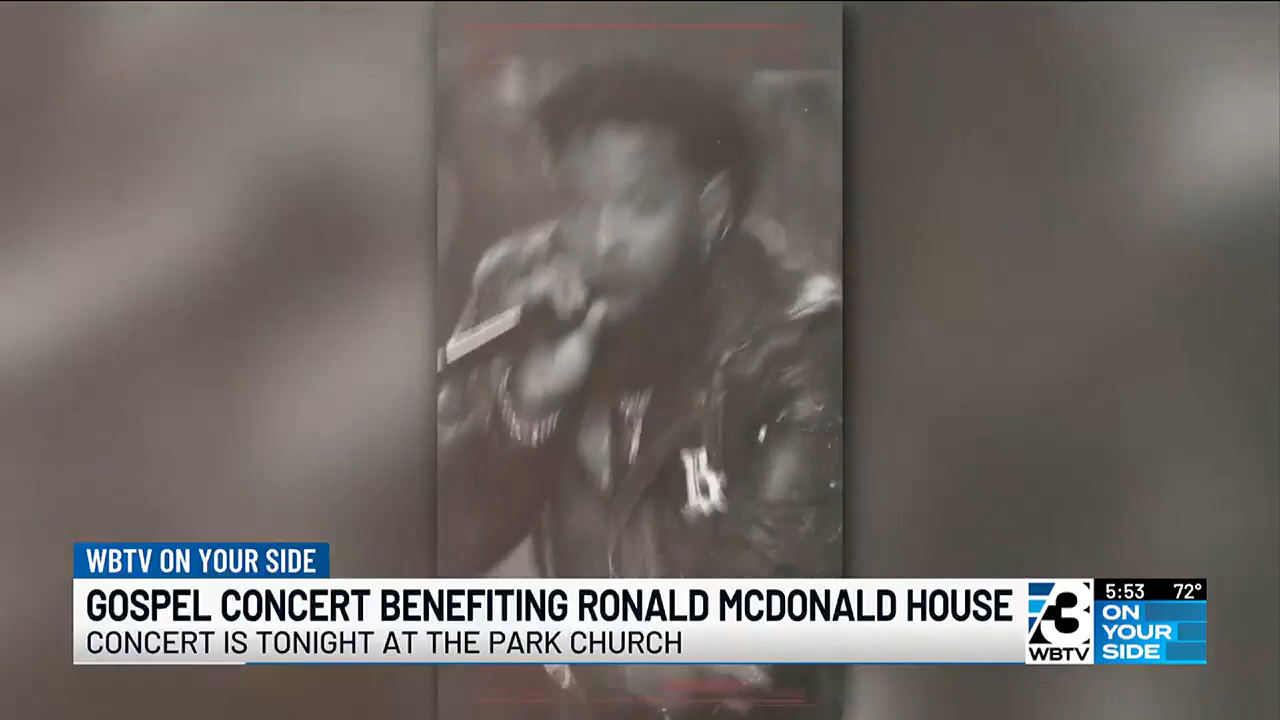 WBTV ON YOUR SIDE
GOSPEL CONCERT BENEFITING RONALD MCDONALD HOUSE
CONCERT IS TONIGHT AT THE PARK CHURCH
3
WBTV
5:53 72°
ON
YOUR
SIDE